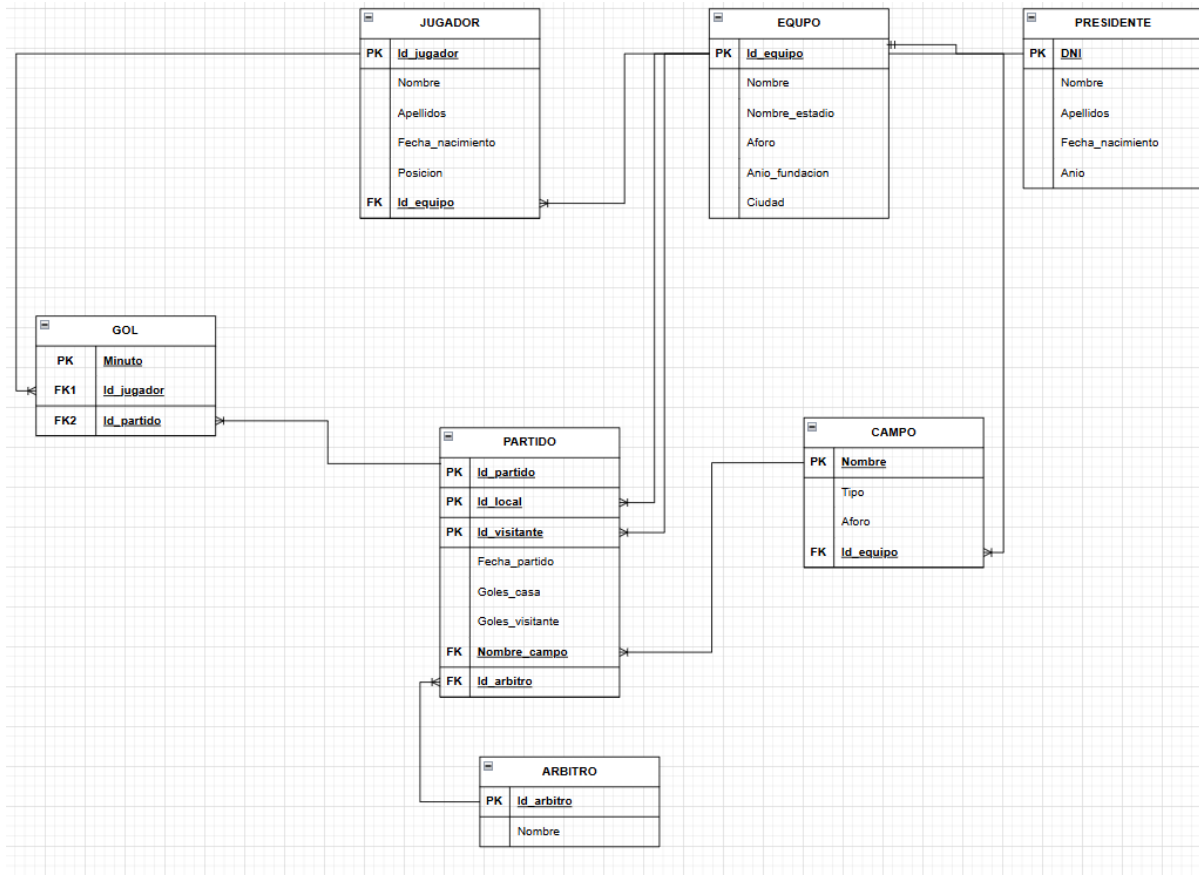 JUGADOR
PK Id_jugador
Nombre
Apellidos
Fecha_nacimiento
Posicion
FK Id_equipo
EQUPO
PK Id_equipo
Nombre
Nombre_estadio
Aforo
Anio_fundacion
Ciudad
PRESIDENTE
PK DNI
Nombre
Apellidos
Fecha_nacimiento
Anio
GOL
PK Minuto
FK1 Id_jugador
FK2 Id_partido
PARTIDO
PK Id_partido
PK Id_local
PK Id_visitante
Fecha_partido
Goles_casa
Goles_visitante
FK Nombre_campo
FK Id_arbitro
CAMPO
PK Nombre
Tipo
Aforo
FK Id_equipo
ARBITRO
PK Id_arbitro
Nombre